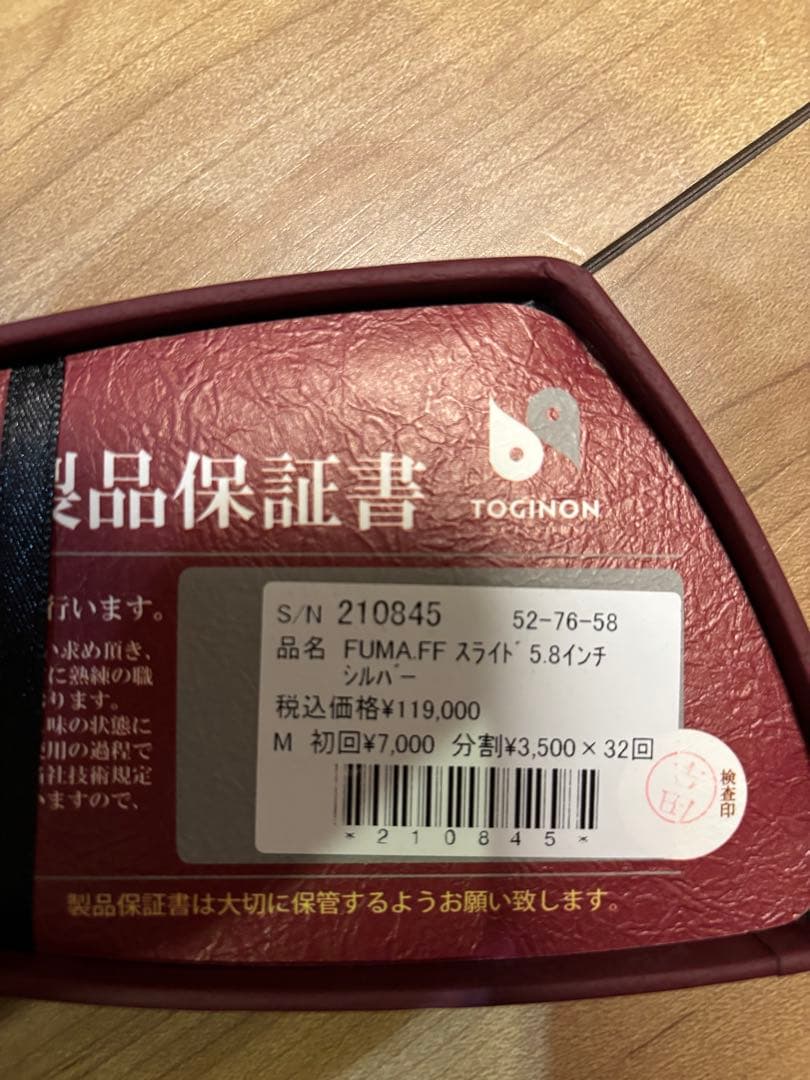 製品保証書
TOGINON
行います。
い求め頂き、
に熟練の職
ります。
味の状態に
使用の過程で
当社技術規定
いますので、
S/N 210845 52-76-58
品名 FUMA.FF スライド 5.8インチ
シルバー
税込価格¥119,000
M 初回¥7,000 分割¥3,500×32回
*210845*
検査印
製品保証書は大切に保管するようお願い致します。